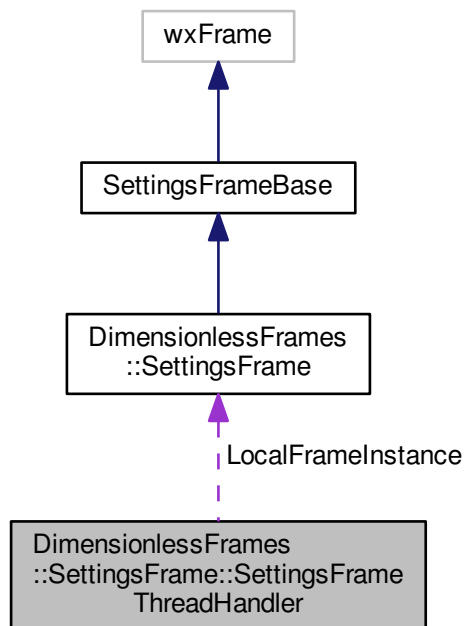 wxFrame
SettingsFrameBase
DimensionlessFrames
::SettingsFrame
LocalFrameInstance
DimensionlessFrames
::SettingsFrame::SettingsFrame
ThreadHandler